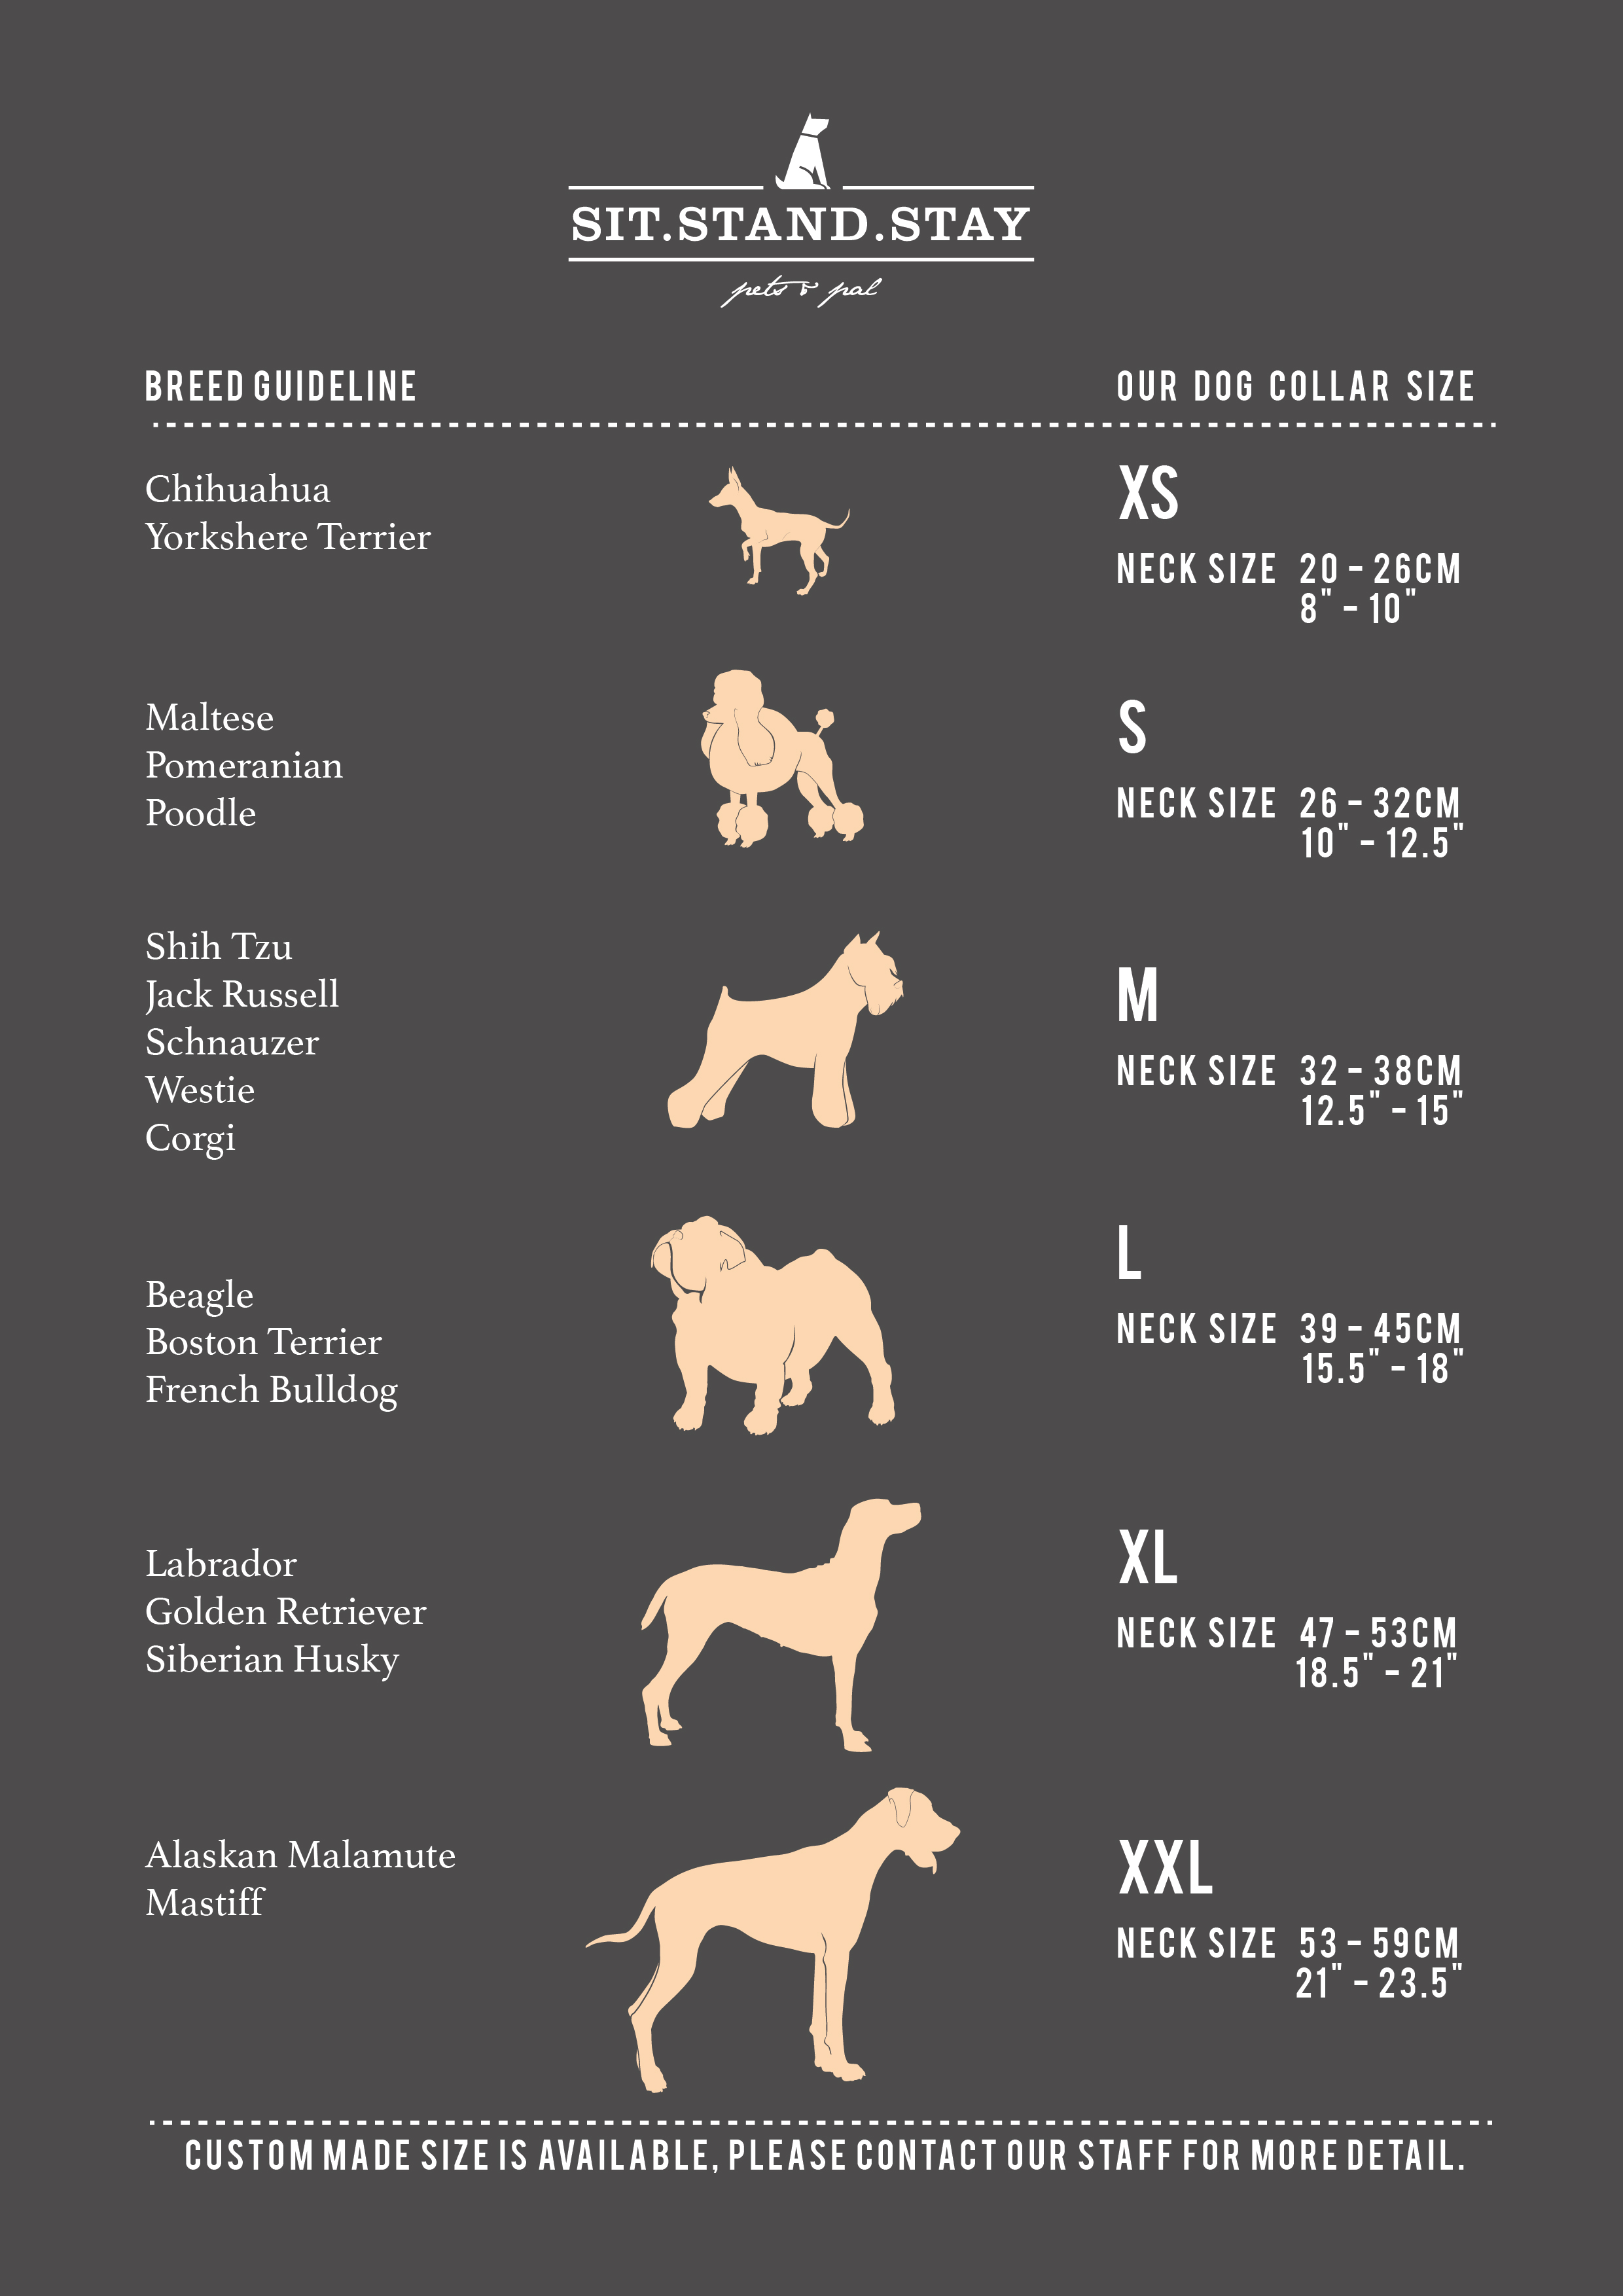 SIT.STAND.STAY
pets & pal
BREED GUIDELINE
OUR DOG COLLAR SIZE
Chihuahua
Yorkshere Terrier
XS
NECK SIZE 20 - 26CM
8" - 10"
Maltese
Pomeranian
Poodle
S
NECK SIZE 26 - 32CM
10" - 12.5"
Shih Tzu
Jack Russell
Schnauzer
Westie
Corgi
M
NECK SIZE 32 - 38CM
12.5" - 15"
Beagle
Boston Terrier
French Bulldog
L
NECK SIZE 39 - 45CM
15.5" - 18"
Labrador
Golden Retriever
Siberian Husky
XL
NECK SIZE 47 - 53CM
18.5" - 21"
Alaskan Malamute
Mastiff
XXL
NECK SIZE 53 - 59CM
21" - 23.5"
CUSTOM MADE SIZE IS AVAILABLE, PLEASE CONTACT OUR STAFF FOR MORE DETAIL.